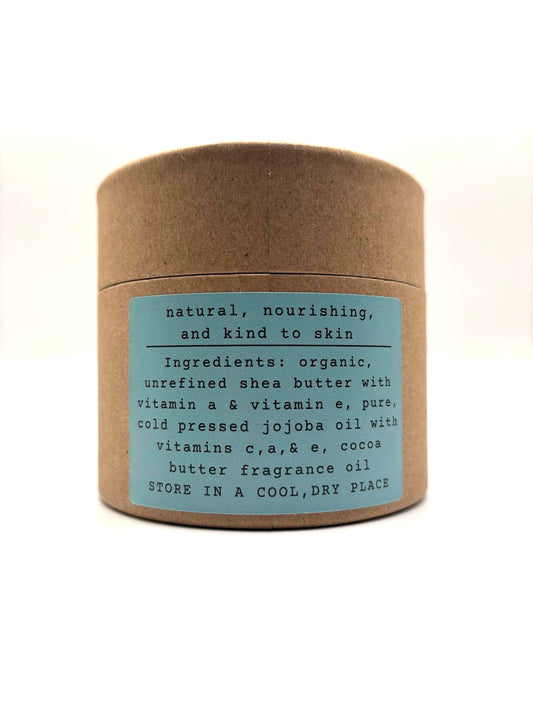 natural, nourishing,
and kind to skin
Ingredients: organic,
unrefined shea butter with
vitamin a & vitamin e, pure,
cold pressed jojoba oil with
vitamins c,a,& e, cocoa
butter fragrance oil
STORE IN A COOL,DRY PLACE